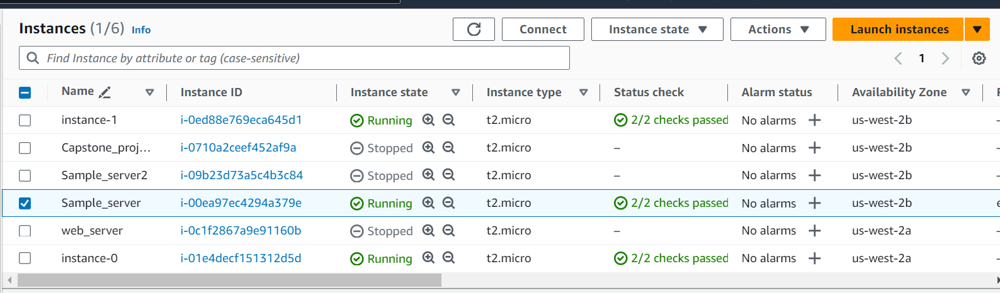 Instances (1/6) Info
Connect
Instance state
Actions
Launch instances
Find Instance by attribute or tag (case-sensitive)
1
Name Instance ID Instance state Instance type Status check Alarm status Availability Zone
instance-1 i-0ed88e769eca645d1 Running t2.micro 2/2 checks passed No alarms + us-west-2b –
Capstone_proj... i-0710a2ceef452af9a Stopped t2.micro – No alarms + us-west-2b –
Sample_server2 i-09b23d73a5c4b3c84 Stopped t2.micro – No alarms + us-west-2b –
Sample_server i-00ea97ec4294a379e Running t2.micro 2/2 checks passed No alarms + us-west-2b
web_server i-0c1f2867a9e91160b Stopped t2.micro – No alarms + us-west-2a –
instance-0 i-01e4decf151312d5d Running t2.micro 2/2 checks passed No alarms + us-west-2a –